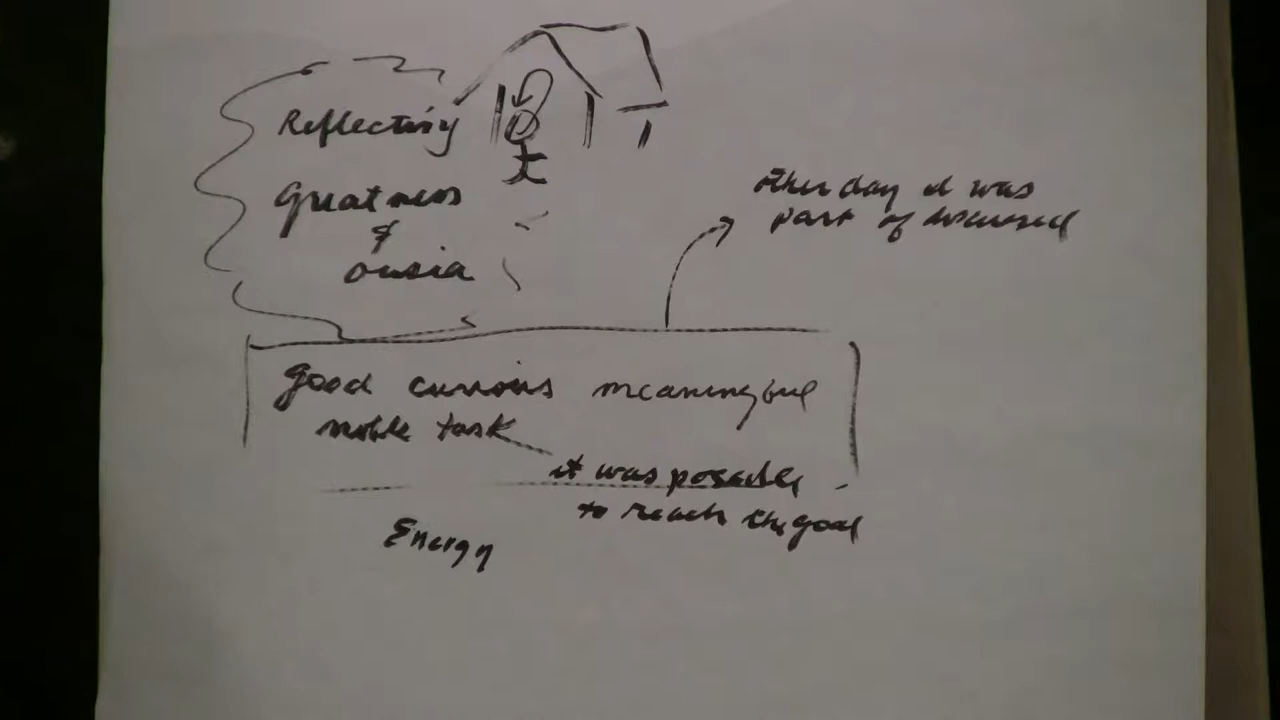 Reflecting
Greatness
&
ousia
other day it was
part of
Good curious meaningful
noble task
it was possible
to reach the goal
Energy